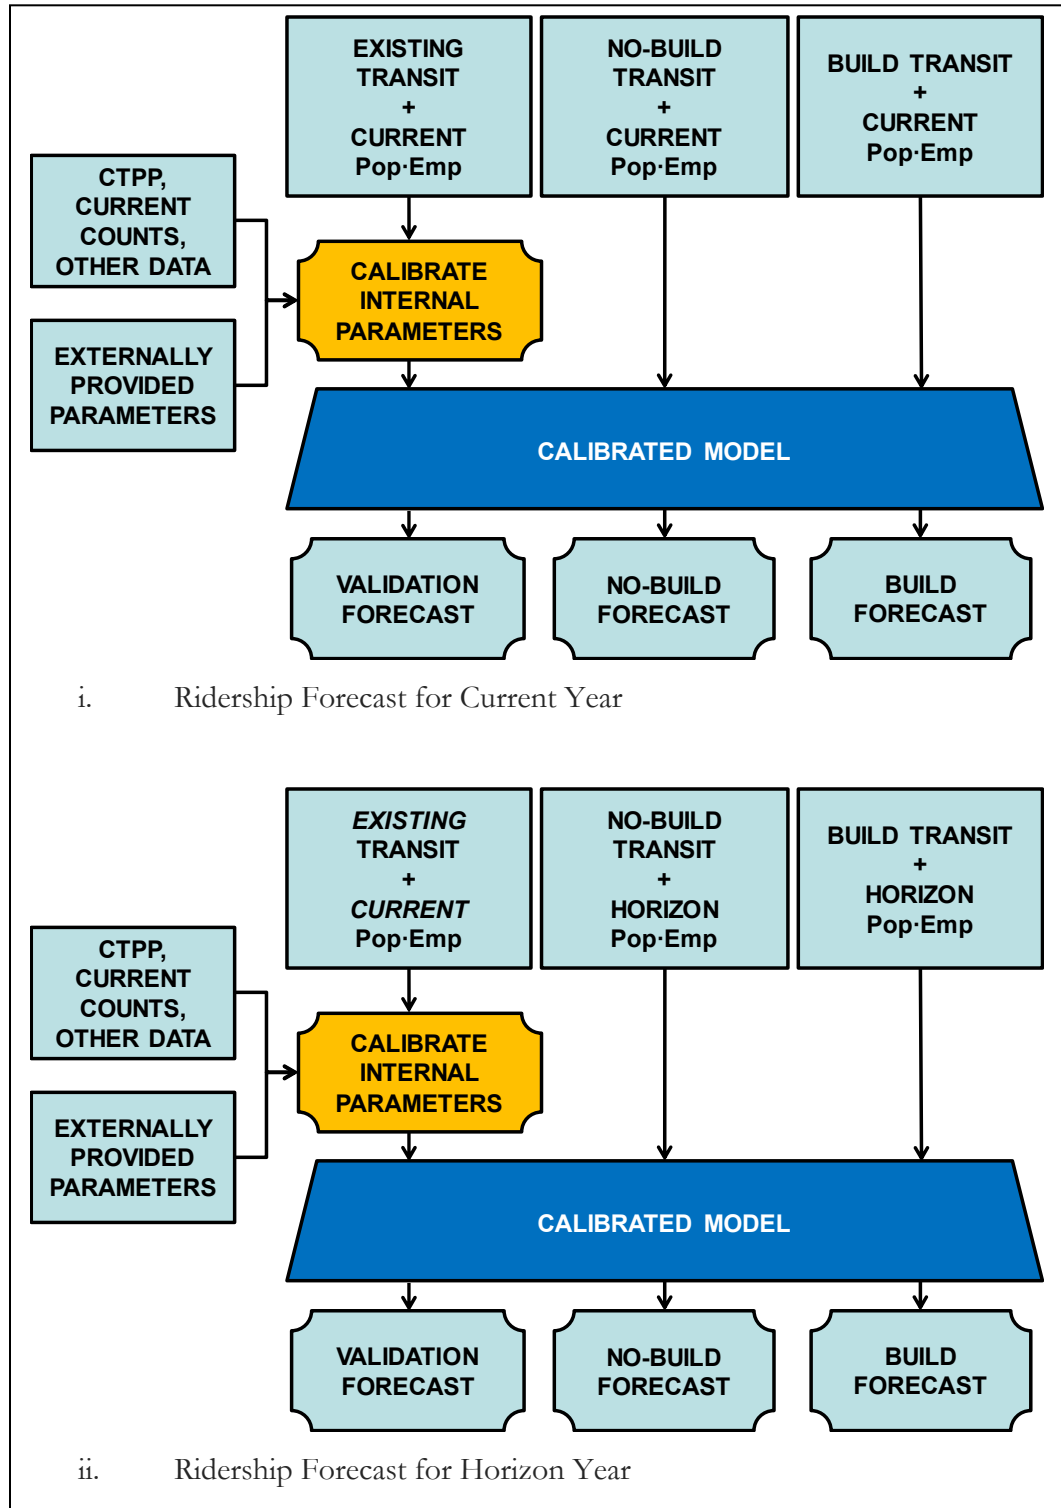 EXISTING
TRANSIT
+
CURRENT
Pop·Emp
NO-BUILD
TRANSIT
+
CURRENT
Pop·Emp
BUILD TRANSIT
+
CURRENT
Pop·Emp
CTPP,
CURRENT
COUNTS,
OTHER DATA
EXTERNALLY
PROVIDED
PARAMETERS
CALIBRATE
INTERNAL
PARAMETERS
CALIBRATED MODEL
VALIDATION
FORECAST
NO-BUILD
FORECAST
BUILD
FORECAST
i. Ridership Forecast for Current Year
EXISTING
TRANSIT
+
CURRENT
Pop·Emp
NO-BUILD
TRANSIT
+
HORIZON
Pop·Emp
BUILD TRANSIT
+
HORIZON
Pop·Emp
CTPP,
CURRENT
COUNTS,
OTHER DATA
EXTERNALLY
PROVIDED
PARAMETERS
CALIBRATE
INTERNAL
PARAMETERS
CALIBRATED MODEL
VALIDATION
FORECAST
NO-BUILD
FORECAST
BUILD
FORECAST
ii. Ridership Forecast for Horizon Year